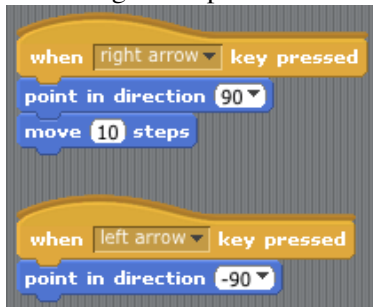 when right arrow key pressed
point in direction 90
move 10 steps
when left arrow key pressed
point in direction -90